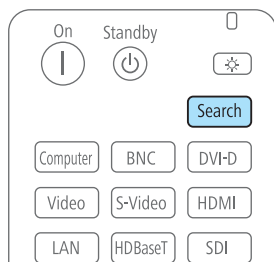 On Standby
Search
Computer BNC DVI-D
Video S-Video HDMI
LAN HDBaseT SDI